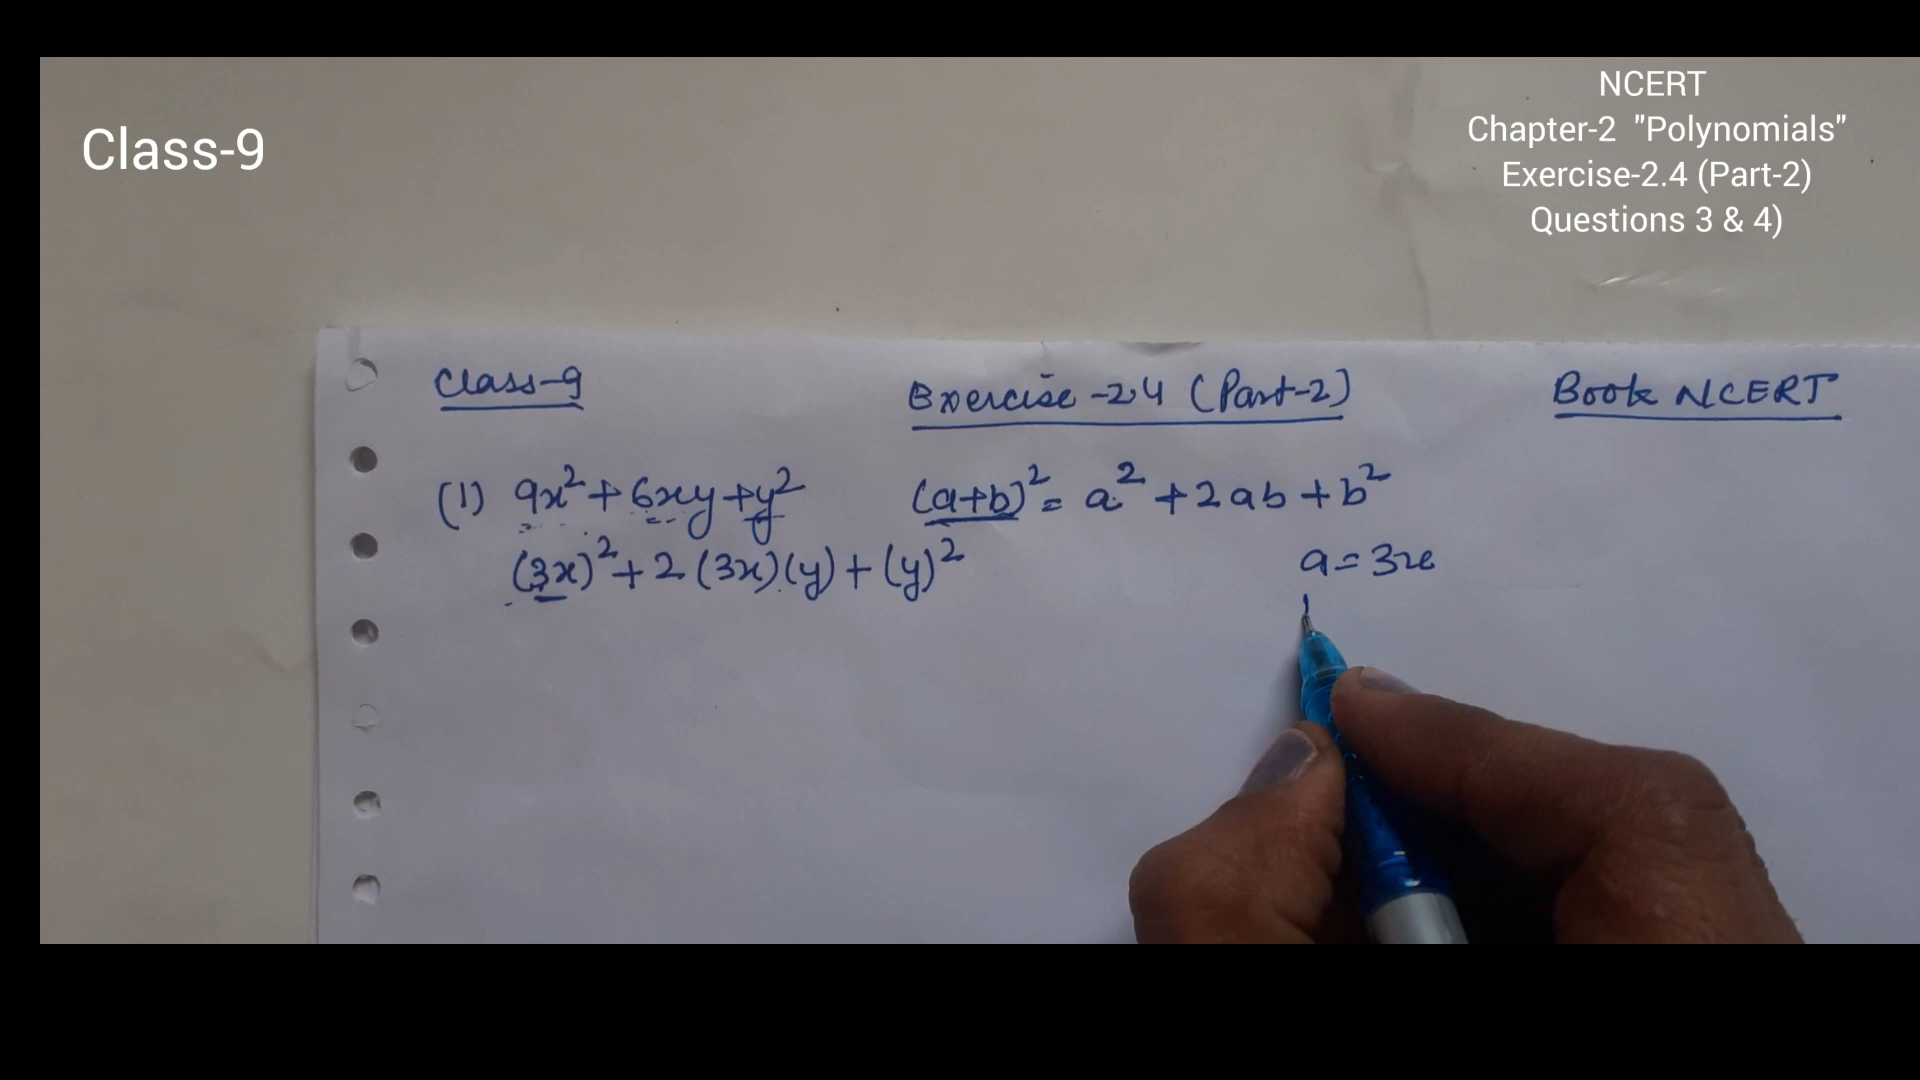 Class-9
NCERT
Chapter-2 "Polynomials"
Exercise-2.4 (Part-2)
Questions 3 & 4)
Class-9 Exercise-2.4 (Part-2) Book NCERT
(1) 9x²+6xy+y² (a+b)²= a²+2ab+b²
(3x)²+2(3x)(y)+(y)² a=3x